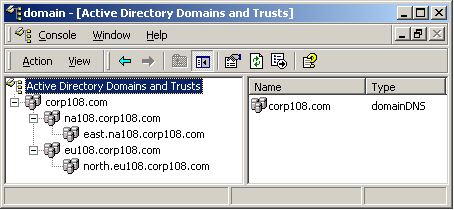 domain - [Active Directory Domains and Trusts]
Console Window Help
Action View
Active Directory Domains and Trusts
corp108.com
na108.corp108.com
east.na108.corp108.com
eu108.corp108.com
north.eu108.corp108.com
Name Type
corp108.com domainDNS